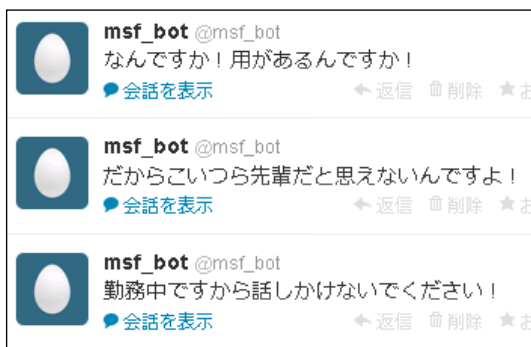 msf_bot @msf_bot
なんですか！用があるんですか！
会話を表示 返信 削除 お
msf_bot @msf_bot
だからこいつら先輩だと思えないんですよ！
会話を表示 返信 削除 お
msf_bot @msf_bot
勤務中ですから話しかけないでください！
会話を表示 返信 削除 お